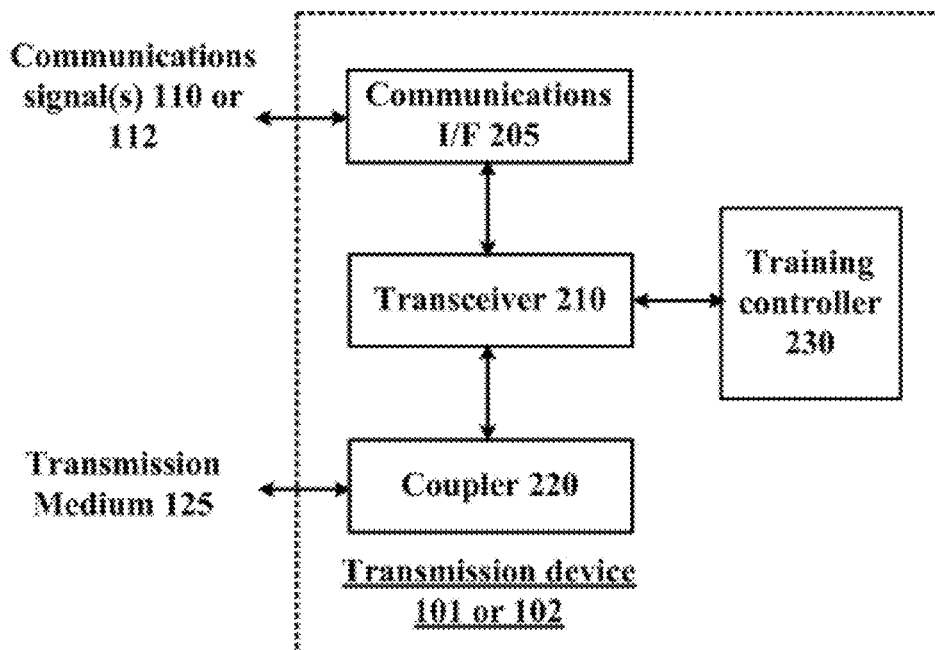 Communications
signal(s) 110 or
112
Communications
I/F 205
Transceiver 210
Training
controller
230
Transmission
Medium 125
Coupler 220
Transmission device
101 or 102